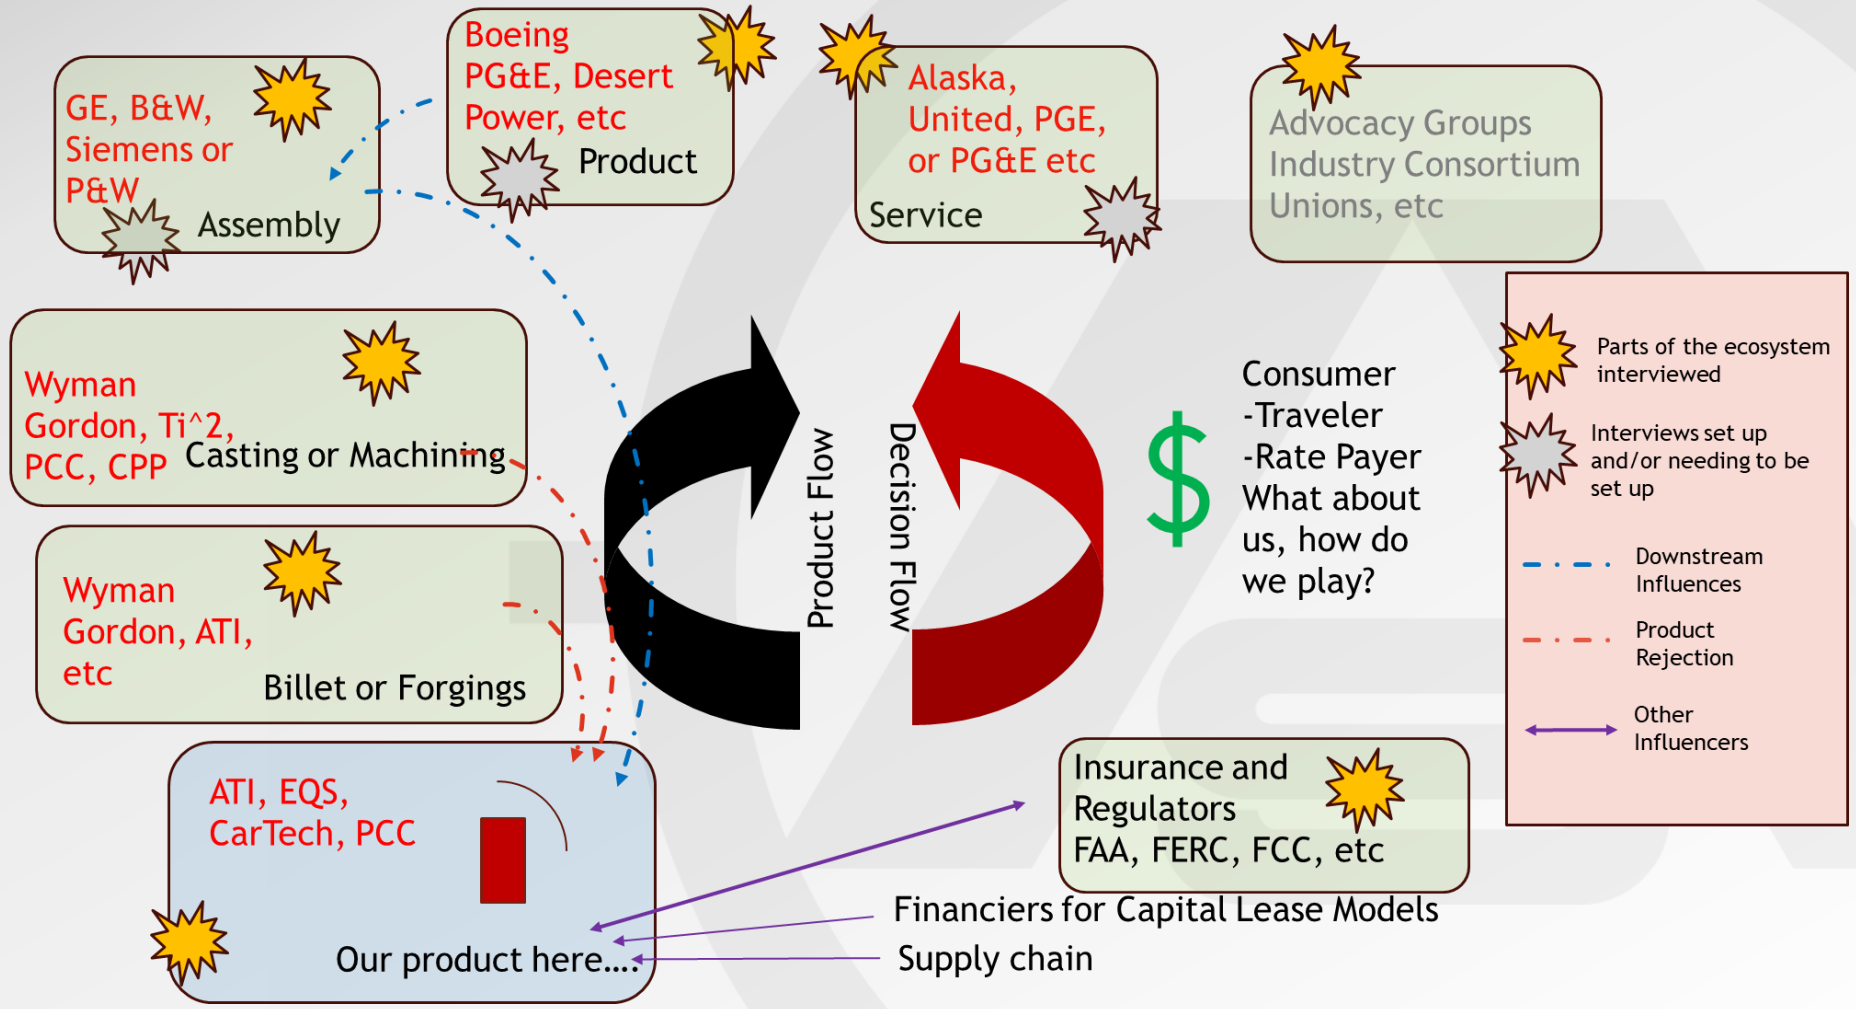 GE, B&W,
Siemens or
P&W
Assembly
Boeing
PG&E, Desert
Power, etc
Product
Alaska,
United, PGE,
or PG&E etc
Service
Advocacy Groups
Industry Consortium
Unions, etc
Wyman
Gordon, Ti^2,
PCC, CPP
Casting or Machining
Wyman
Gordon, ATI,
etc
Billet or Forgings
ATI, EQS,
CarTech, PCC
Our product here....
Product Flow
Decision Flow
$
Consumer
-Traveler
-Rate Payer
What about
us, how do
we play?
Insurance and
Regulators
FAA, FERC, FCC, etc
Financiers for Capital Lease Models
Supply chain
Parts of the ecosystem
interviewed
Interviews set up
and/or needing to be
set up
Downstream
Influences
Product
Rejection
Other
Influencers